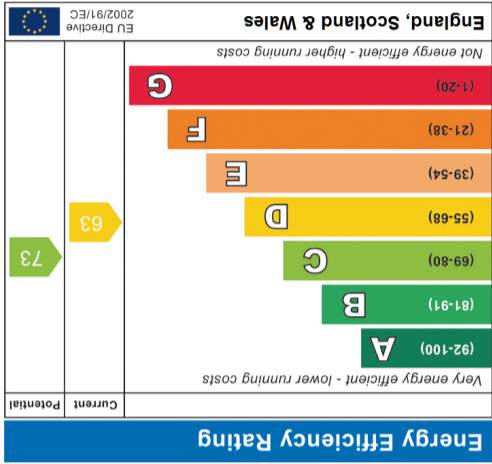 Energy Efficiency Rating
Current Potential
Very energy efficient - lower running costs
(92-100) A
(81-91) B
(69-80) C
73
(55-68) D
63
(39-54) E
(21-38) F
(1-20) G
Not energy efficient - higher running costs
England, Scotland & Wales
EU Directive
2002/91/EC